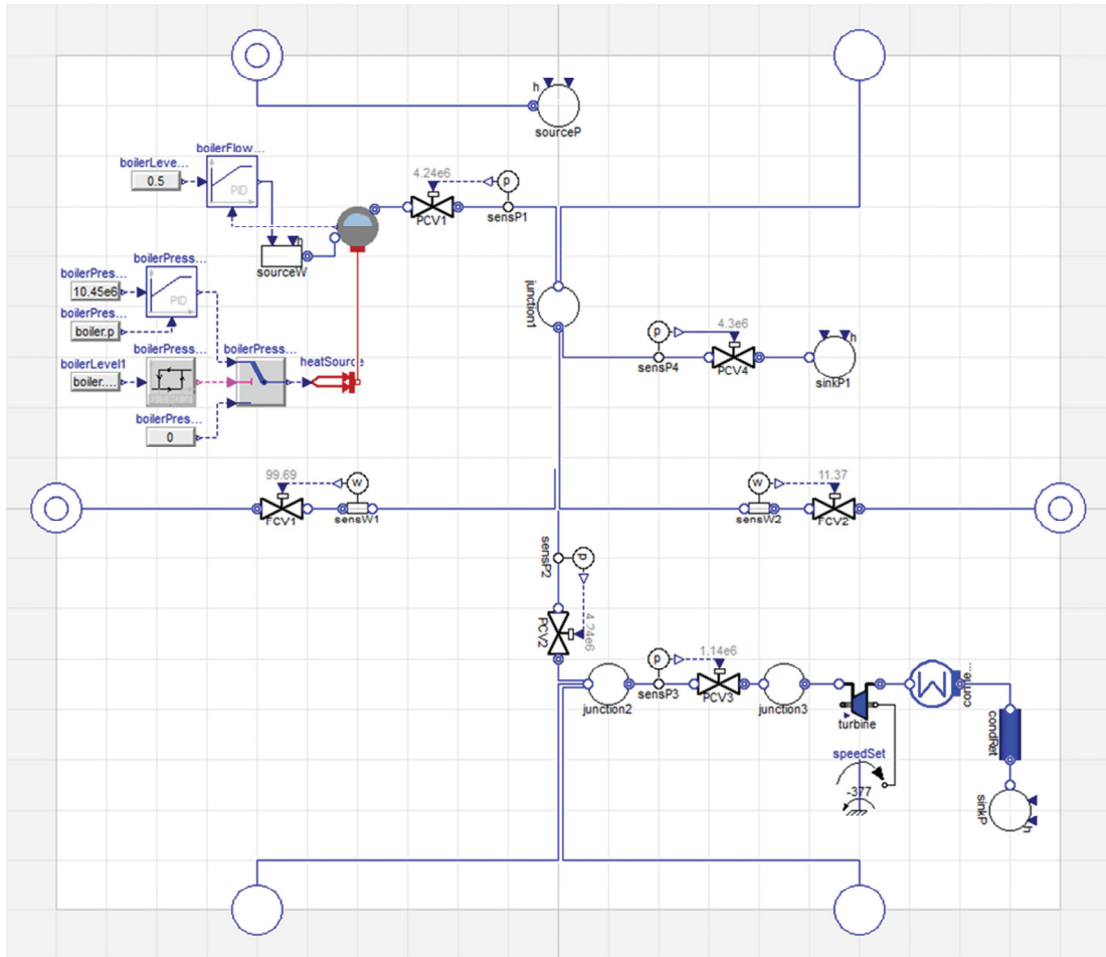 h
sourceP
boilerFlow...
boilerLeve...
0.5
PID
4.24e6
p
PCV1
sensP1
sourceW
boilerPress...
boilerPres...
10.45e6
PID
boilerPres...
boiler.p
boilerLevel1
boilerPress...
boilerPress...
heatSource
boiler....
boilerPres...
0
junction1
p
4.3e6
h
sensP4
PCV4
sinkP1
99.69
w
FCV1
sensW1
w
11.37
sensW2
FCV2
sensP2
p
PCV2
4.24e6
p
1.14e6
junction2
sensP3
PCV3
junction3
turbine
condRet
speedSet
-377
sinkP
h